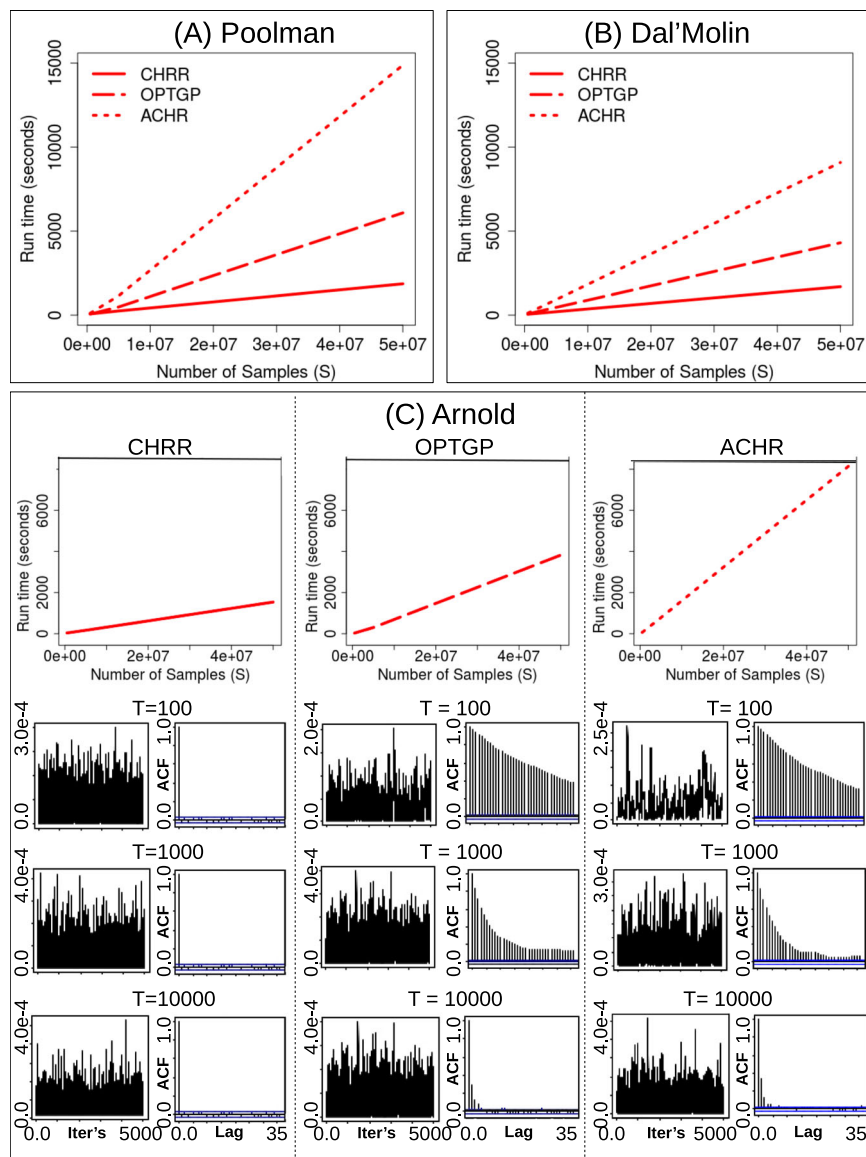 (A) Poolman
CHRR
OPTGP
ACHR
Run time (seconds)
0 5000 10000 15000
0e+00 1e+07 2e+07 3e+07 4e+07 5e+07
Number of Samples (S)
(B) Dal’Molin
CHRR
OPTGP
ACHR
Run time (seconds)
0 5000 10000 15000
0e+00 1e+07 2e+07 3e+07 4e+07 5e+07
Number of Samples (S)
(C) Arnold
CHRR
Run time (seconds)
0 2000 6000
0e+00 2e+07 4e+07
Number of Samples (S)
OPTGP
Run time (seconds)
0 2000 6000
0e+00 2e+07 4e+07
Number of Samples (S)
ACHR
Run time (seconds)
0 2000 6000
0e+00 2e+07 4e+07
Number of Samples (S)
T=100
0.0 3.0e-4
ACF
0.0 1.0
T = 100
0.0 2.0e-4
ACF
0.0 1.0
T = 100
0.0 2.5e-4
ACF
0.0 1.0
T=1000
0.0 4.0e-4
ACF
0.0 1.0
T = 1000
0.0 4.0e-4
ACF
0.0 1.0
T = 1000
0.0 3.0e-4
ACF
0.0 1.0
T=10000
0.0 4.0e-4
ACF
0.0 1.0
0.0 Iter's 5000
0.0 Lag 35
T = 10000
0.0 4.0e-4
ACF
0.0 1.0
0.0 Iter's 5000
0.0 Lag 35
T= 10000
0.0 4.0e-4
ACF
0.0 1.0
0.0 Iter's 5000
0.0 Lag 35